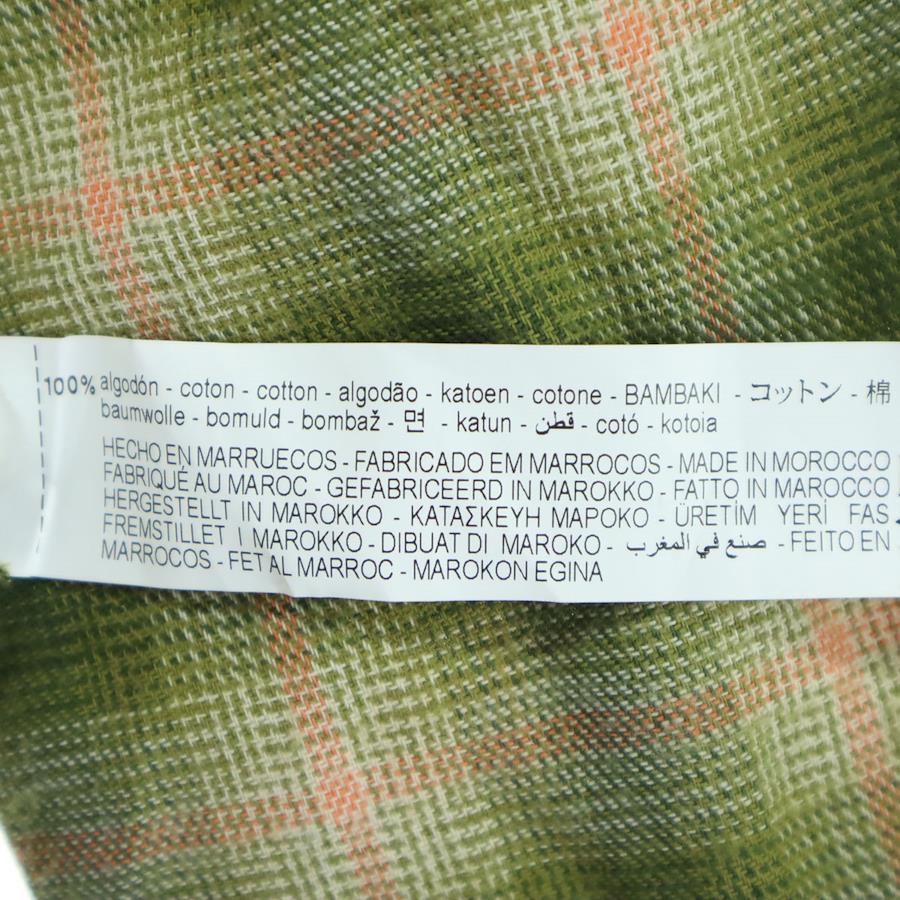 100% algodón - coton - cotton - algodão - katoen - cotone - BAMBAKI - コットン - 棉
baumwolle - bomuld - bombaž - 면 - katun - قطن - cotó - kotoia
HECHO EN MARRUECOS - FABRICADO EM MARROCOS - MADE IN MOROCCO
FABRIQUÉ AU MAROC - GEFABRICEERD IN MAROKKO - FATTO IN MAROCCO
HERGESTELLT IN MAROKKO - ΚΑΤΑΣΚΕΥΗ ΜΑΡΟΚΟ - ÜRETİM YERİ FAS
FREMSTILLET I MAROKKO - DIBUAT DI MAROKO - صنع في المغرب - FEITO EN
MARROCOS - FET AL MARROC - MAROKON EGINA